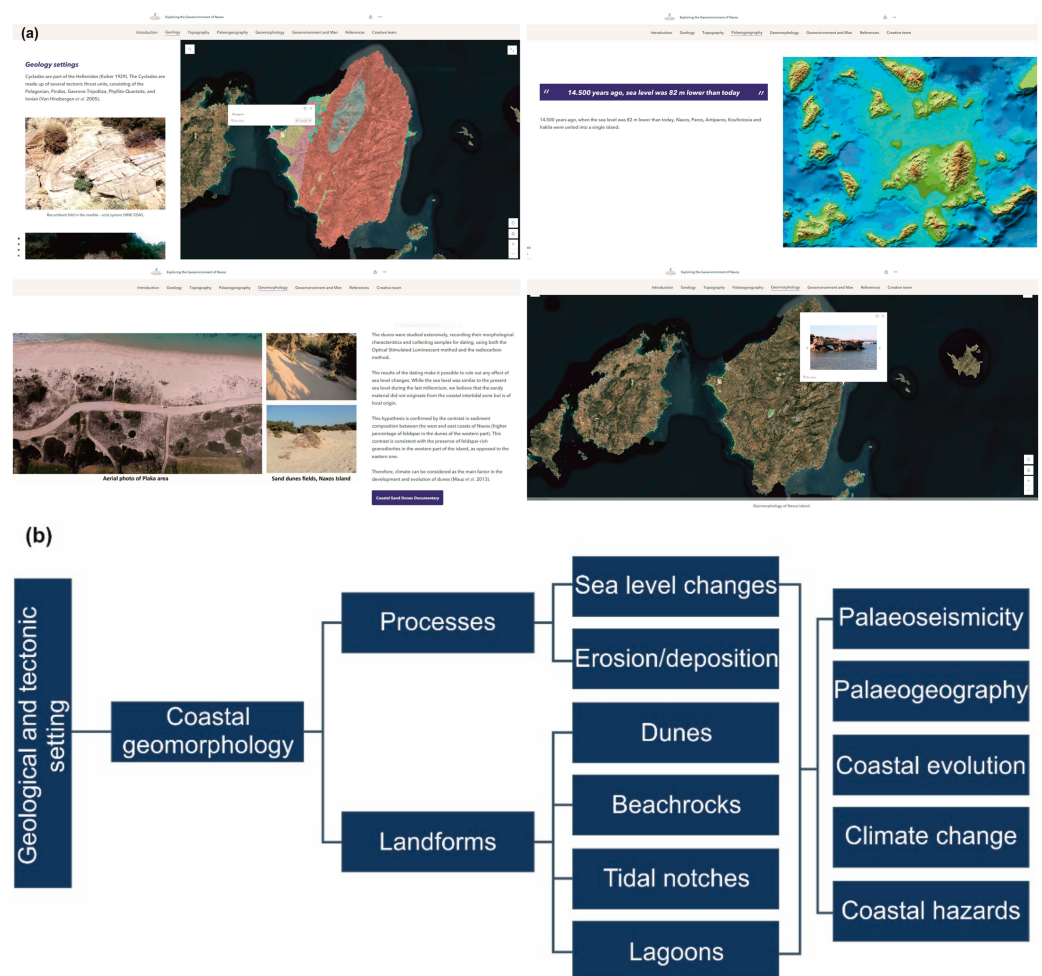 (a)
Exploring the Geoenvironment of Naxos
Introduction Geology Topography Palaeogeography Geomorphology Geoenvironment and Man References Creative team
Geology settings
Cyclades are part of the Hellenides (Kober 1929). The Cyclades are
made up of several tectonic thrust units, consisting of the
Pelagonian, Pindos, Gavrovo-Tripolitza, Phyllite-Quartzite, and
Ionian (Van Hinsbergen et al. 2005).
Recumbent fold in the marble - scist system (NNE-SSW)
Exploring the Geoenvironment of Naxos
Introduction Geology Topography Palaeogeography Geomorphology Geoenvironment and Man References Creative team
" 14.500 years ago, sea level was 82 m lower than today "
14.500 years ago, when the sea level was 82 m lower than today, Naxos, Paros, Antiparos, Koufonissia and
Iraklia were united into a single island.
Exploring the Geoenvironment of Naxos
Introduction Geology Topography Palaeogeography Geomorphology Geoenvironment and Man References Creative team
Aerial photo of Plaka area
Sand dunes fields, Naxos Island
The dunes were studied extensively, recording their morphological
characteristics and collecting samples for dating, using both the
Optical Stimulated Luminescent method and the radiocarbon
method.
The results of the dating make it possible to rule out any effect of
sea level changes. While the sea level was similar to the present
sea level during the last millennium, we believe that the sandy
material did not originate from the coastal intertidal zone but is of
local origin.
This hypothesis is confirmed by the contrast in sediment
composition between the west and east coasts of Naxos (higher
percentage of feldspar in the dunes of the western part). This
contrast is consistent with the presence of feldspar-rich
granodiorites in the western part of the island, as opposed to the
eastern one.
Therefore, climate can be considered as the main factor in the
development and evolution of dunes (Mauz et al. 2013).
Coastal Sand Dunes Documentary
Exploring the Geoenvironment of Naxos
Introduction Geology Topography Palaeogeography Geomorphology Geoenvironment and Man References Creative team
Geomorphology of Naxos Island
(b)
Geological and tectonic
setting
Coastal
geomorphology
Processes
Landforms
Sea level changes
Erosion/deposition
Dunes
Beachrocks
Tidal notches
Lagoons
Palaeoseismicity
Palaeogeography
Coastal evolution
Climate change
Coastal hazards